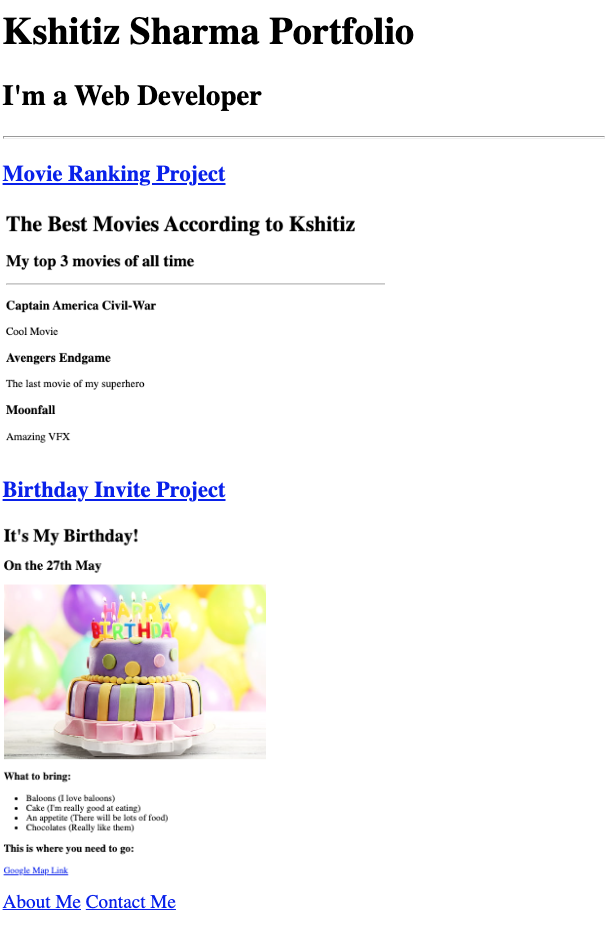 Kshitiz Sharma Portfolio
I'm a Web Developer
Movie Ranking Project
The Best Movies According to Kshitiz
My top 3 movies of all time
Captain America Civil-War
Cool Movie
Avengers Endgame
The last movie of my superhero
Moonfall
Amazing VFX
Birthday Invite Project
It's My Birthday!
On the 27th May
HAPPY
BIRTHDAY
What to bring:
Baloons (I love baloons)
Cake (I'm really good at eating)
An appetite (There will be lots of food)
Chocolates (Really like them)
This is where you need to go:
Google Map Link
About Me Contact Me